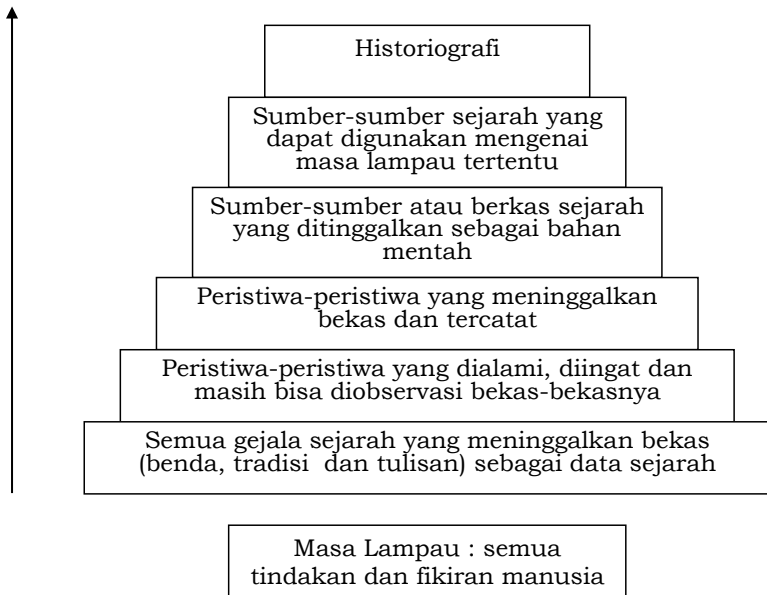 Historiografi
Sumber-sumber sejarah yang
dapat digunakan mengenai
masa lampau tertentu
Sumber-sumber atau berkas sejarah
yang ditinggalkan sebagai bahan
mentah
Peristiwa-peristiwa yang meninggalkan
bekas dan tercatat
Peristiwa-peristiwa yang dialami, diingat dan
masih bisa diobservasi bekas-bekasnya
Semua gejala sejarah yang meninggalkan bekas
(benda, tradisi dan tulisan) sebagai data sejarah
Masa Lampau : semua
tindakan dan fikiran manusia